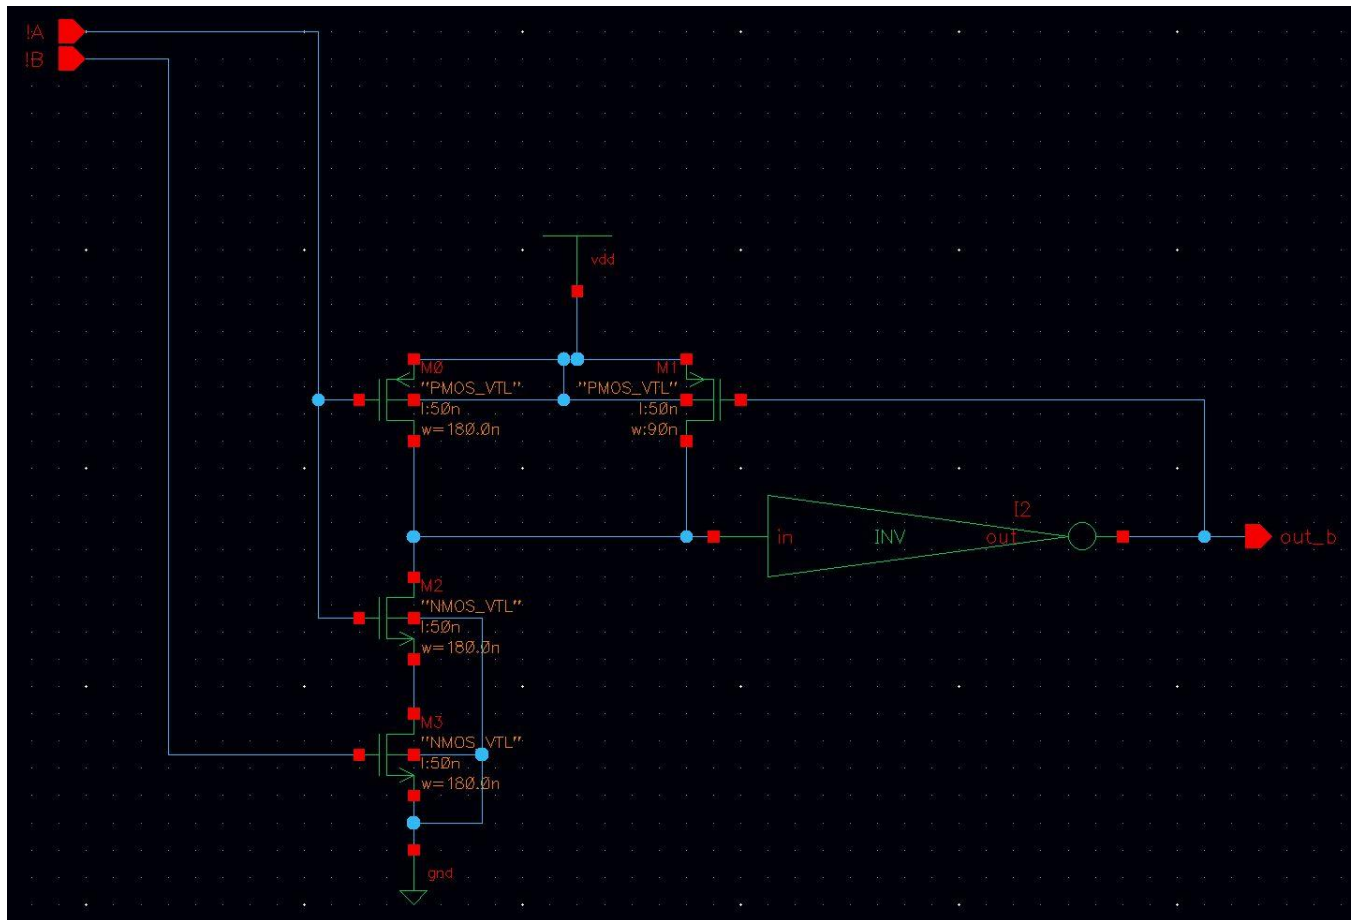 !A
!B
vdd
M0 M1
"PMOS_VTL" "PMOS_VTL"
l:50n l:50n
w=180.0n w:90n
I2
in INV out out_b
M2
"NMOS_VTL"
l:50n
w=180.0n
M3
"NMOS_VTL"
l:50n
w=180.0n
gnd